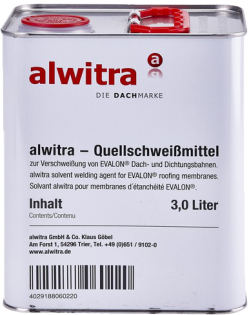 alwitra a
DIE DACHMARKE
alwitra – Quellschweißmittel
zur Verschweißung von EVALON® Dach- und Dichtungsbahnen.
alwitra solvent welding agent for EVALON® roofing membranes.
Solvant alwitra pour membranes d'étanchéité EVALON®.
Inhalt 3,0 Liter
Contents/Contenu
alwitra GmbH & Co. Klaus Göbel
Am Forst 1, 54296 Trier, Tel. +49 (0)651 / 9102-0
www.alwitra.de
4029188060220